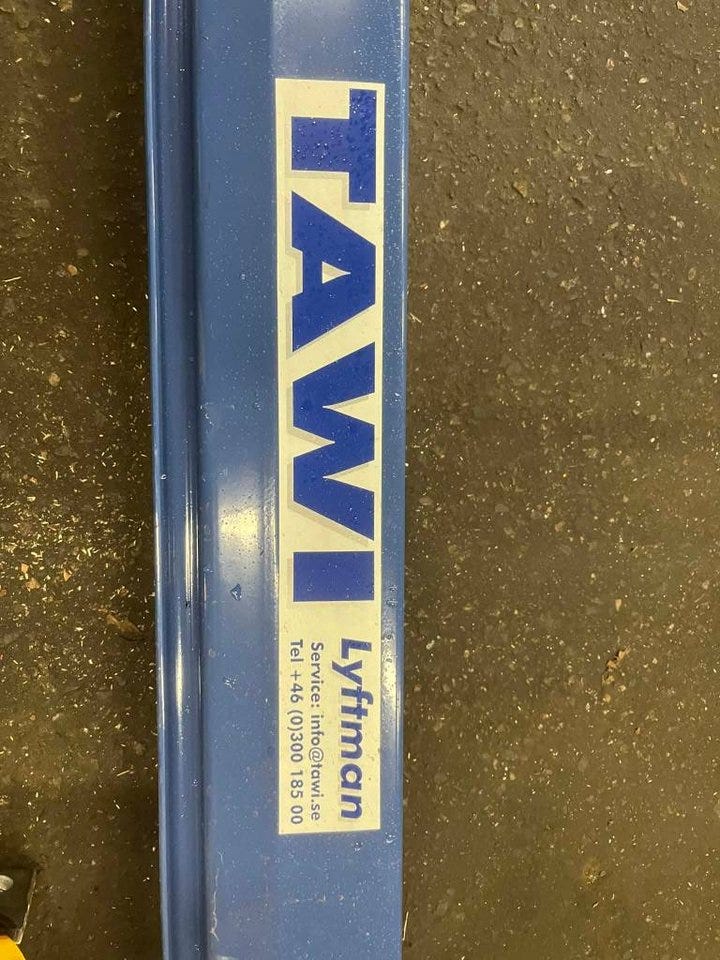 TAWI
Lyftman
Service: info@tawi.se
Tel +46 (0)300 185 00